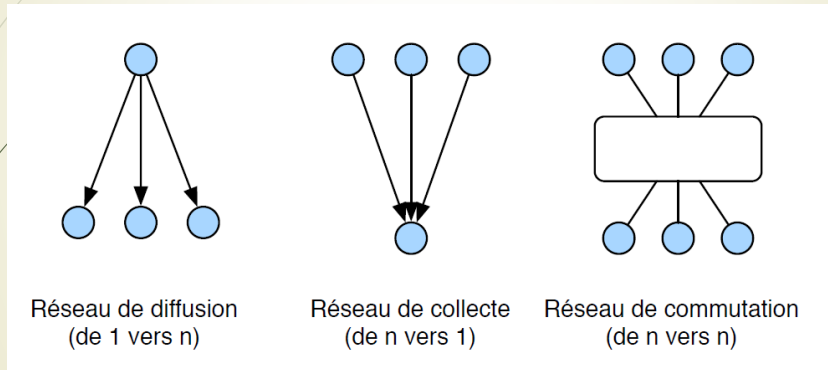 Réseau de diffusion
(de 1 vers n)
Réseau de collecte
(de n vers 1)
Réseau de commutation
(de n vers n)